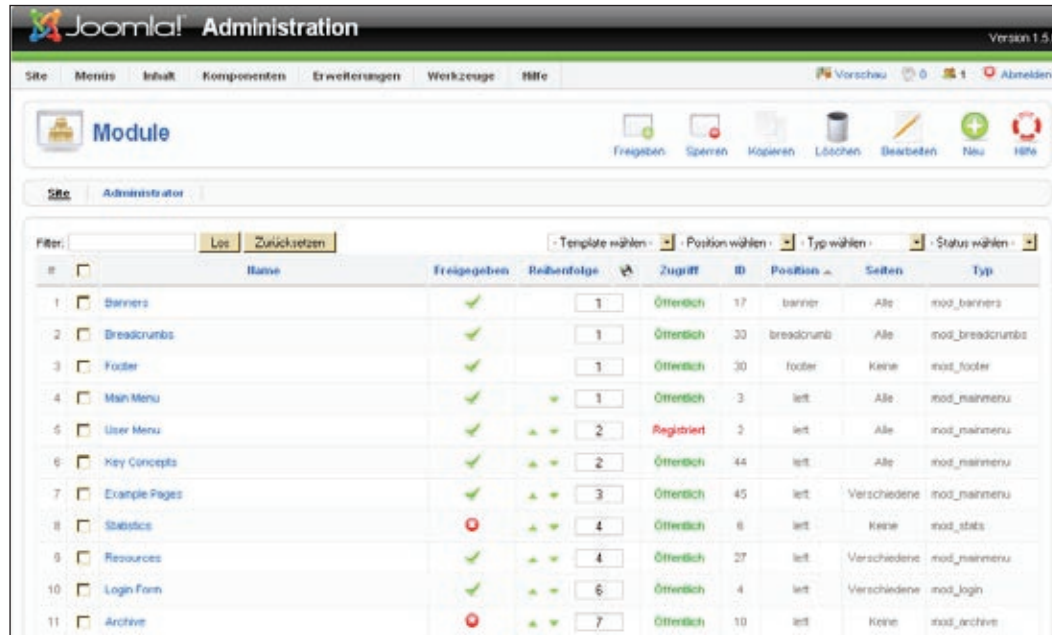 Joomla! Administration
Version 1.5.
Site Menüs Inhalt Komponenten Erweiterungen Werkzeuge Hilfe Vorschau 0 1 Abmelden
Module
Freigeben Sperren Kopieren Löschen Bearbeiten Neu Hilfe
Site Administrator
Filter: Los Zurücksetzen - Template wählen - - Position wählen - - Typ wählen - - Status wählen -
# Name Freigegeben Reihenfolge Zugriff ID Position Seiten Typ
1 Banners 1 Öffentlich 17 banner Alle mod_banners
2 Breadcrumbs 1 Öffentlich 33 breadcrumb Alle mod_breadcrumbs
3 Footer 1 Öffentlich 30 footer Keine mod_footer
4 Main Menu 1 Öffentlich 3 left Alle mod_mainmenu
5 User Menu 2 Registriert 2 left Alle mod_mainmenu
6 Key Concepts 2 Öffentlich 44 left Alle mod_mainmenu
7 Example Pages 3 Öffentlich 45 left Verschiedene mod_mainmenu
8 Statistics 4 Öffentlich 6 left Keine mod_stats
9 Resources 4 Öffentlich 27 left Verschiedene mod_mainmenu
10 Login Form 6 Öffentlich 4 left Verschiedene mod_login
11 Archive 7 Öffentlich 10 left Keine mod_archive